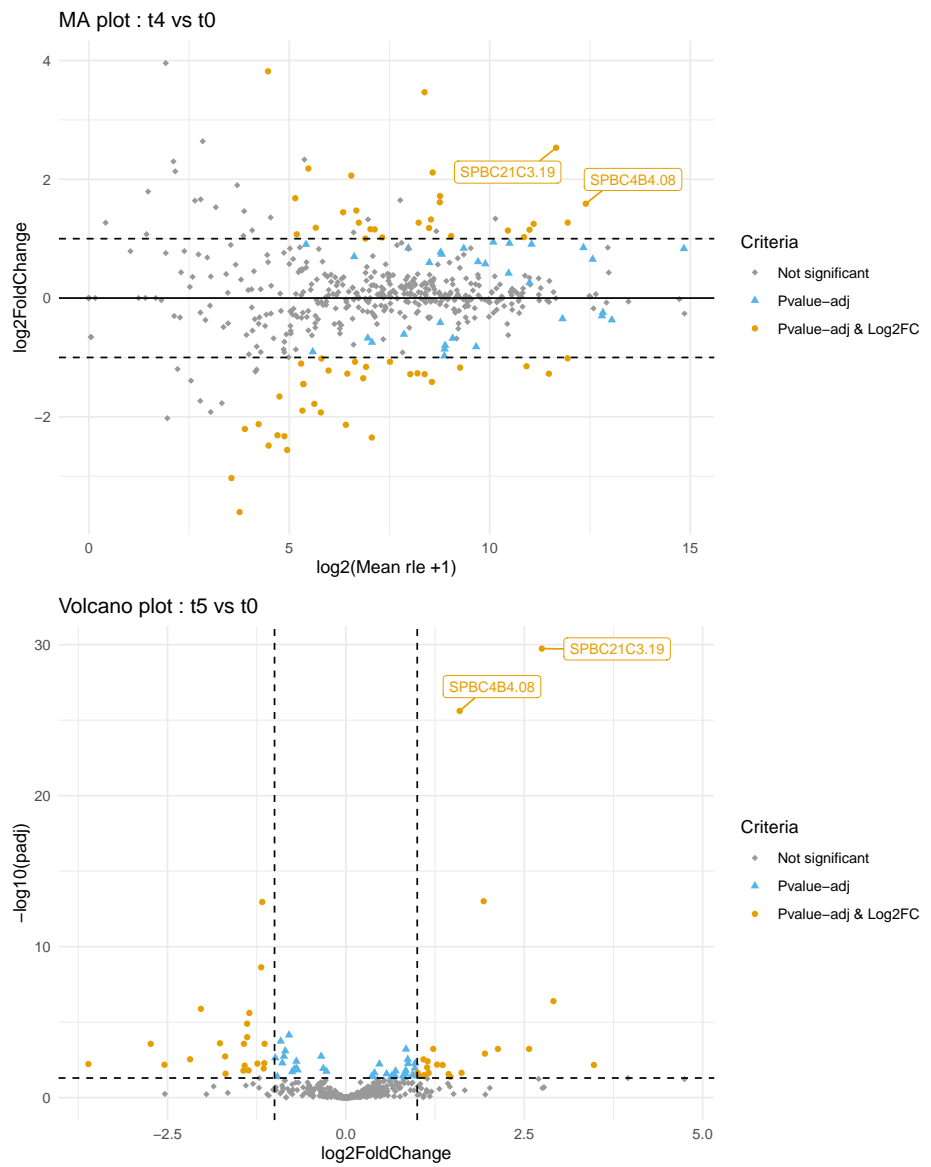 MA plot : t4 vs t0
4
2
0
−2
log2FoldChange
SPBC21C3.19
SPBC4B4.08
0
5
10
15
log2(Mean rle +1)
Criteria
Not significant
Pvalue−adj
Pvalue−adj & Log2FC
Volcano plot : t5 vs t0
30
20
10
0
−log10(padj)
SPBC21C3.19
SPBC4B4.08
−2.5
0.0
2.5
5.0
log2FoldChange
Criteria
Not significant
Pvalue−adj
Pvalue−adj & Log2FC